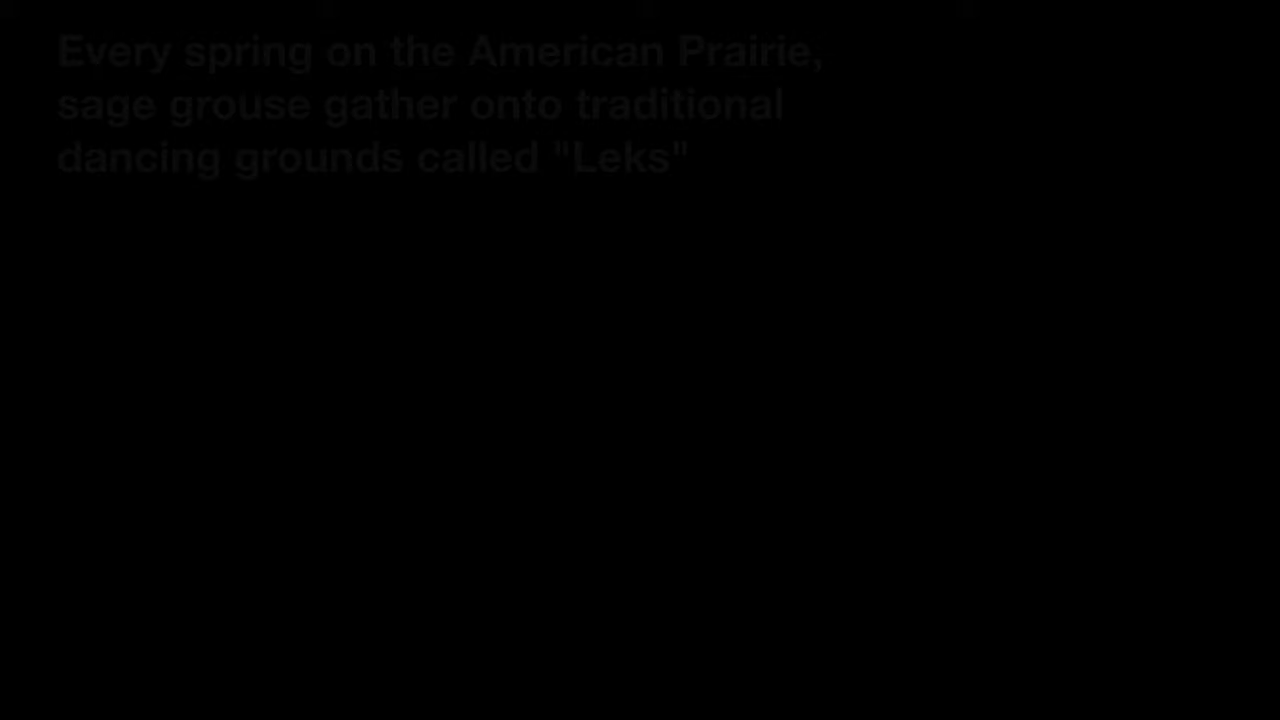 Every spring on the American Prairie,
sage grouse gather onto traditional
dancing grounds called "Leks"